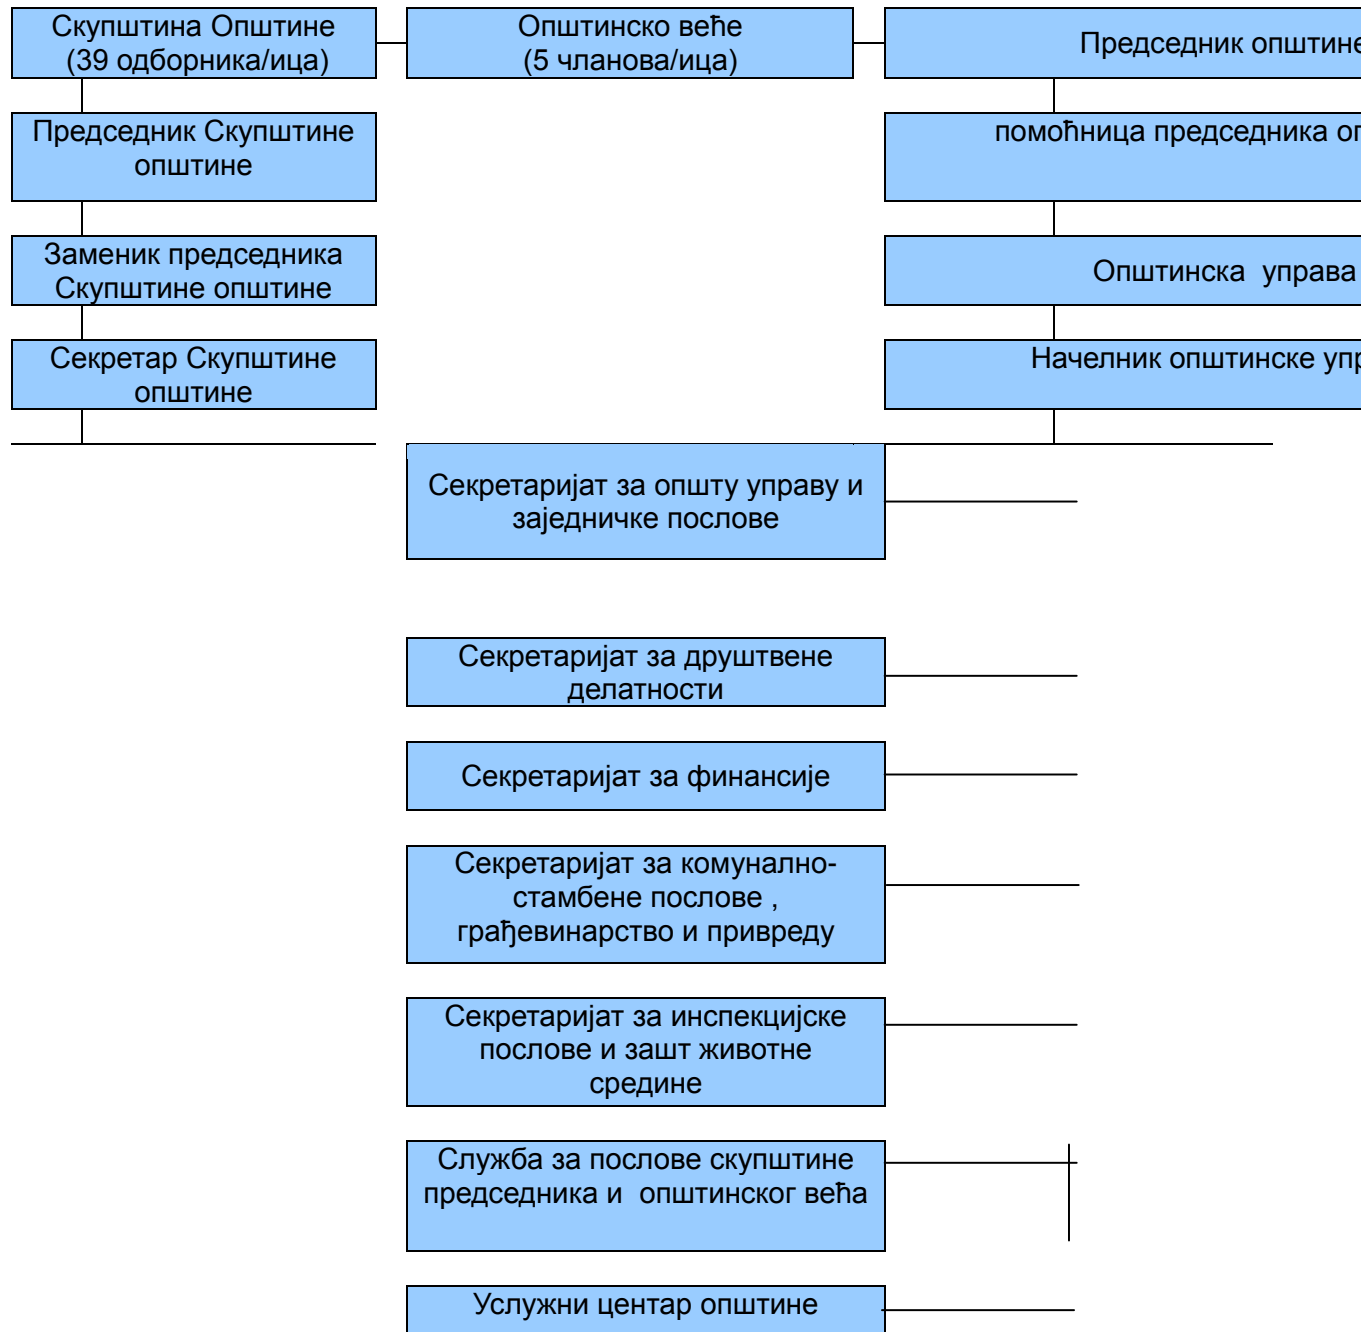 Скупштина Општине
(39 одборника/ица)
Општинско веће
(5 чланова/ица)
Председник општине
Председник Скупштине
општине
помоћница председника
Заменик председника
Скупштине општине
Општинска управа
Секретар Скупштине
општине
Начелник општинске
Секретаријат за општу управу и
заједничке послове
Секретаријат за друштвене
делатности
Секретаријат за финансије
Секретаријат за комунално-
стамбене послове ,
грађевинарство и привреду
Секретаријат за инспекцијске
послове и зашт животне
средине
Служба за послове скупштине
председника и општинског већа
Услужни центар општине